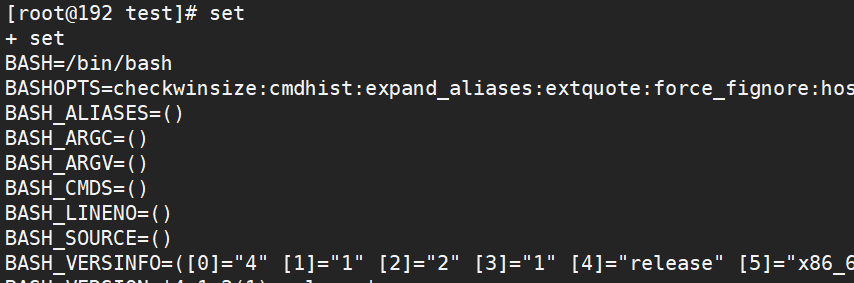 [root@192 test]# set
+ set
BASH=/bin/bash
BASHOPTS=checkwinsize:cmdhist:expand_aliases:extquote:force_fignore:hos
BASH_ALIASES=()
BASH_ARGC=()
BASH_ARGV=()
BASH_CMDS=()
BASH_LINENO=()
BASH_SOURCE=()
BASH_VERSINFO=([0]="4" [1]="1" [2]="2" [3]="1" [4]="release" [5]="x86_6